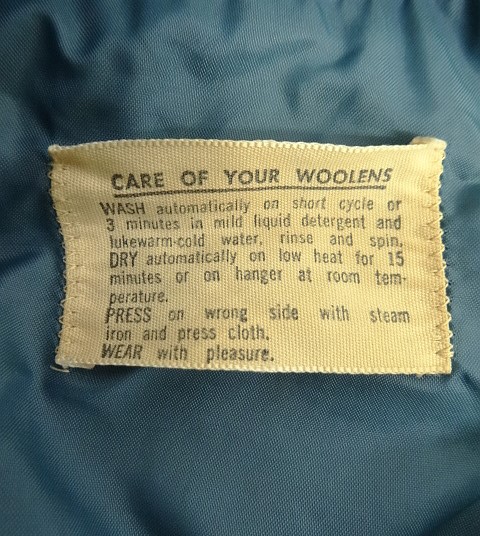 CARE OF YOUR WOOLENS
WASH automatically on short cycle or
3 minutes in mild liquid detergent and
lukewarm-cold water, rinse and spin.
DRY automatically on low heat for 15
minutes or on hanger at room tem-
perature.
PRESS on wrong side with steam
iron and press cloth.
WEAR with pleasure.